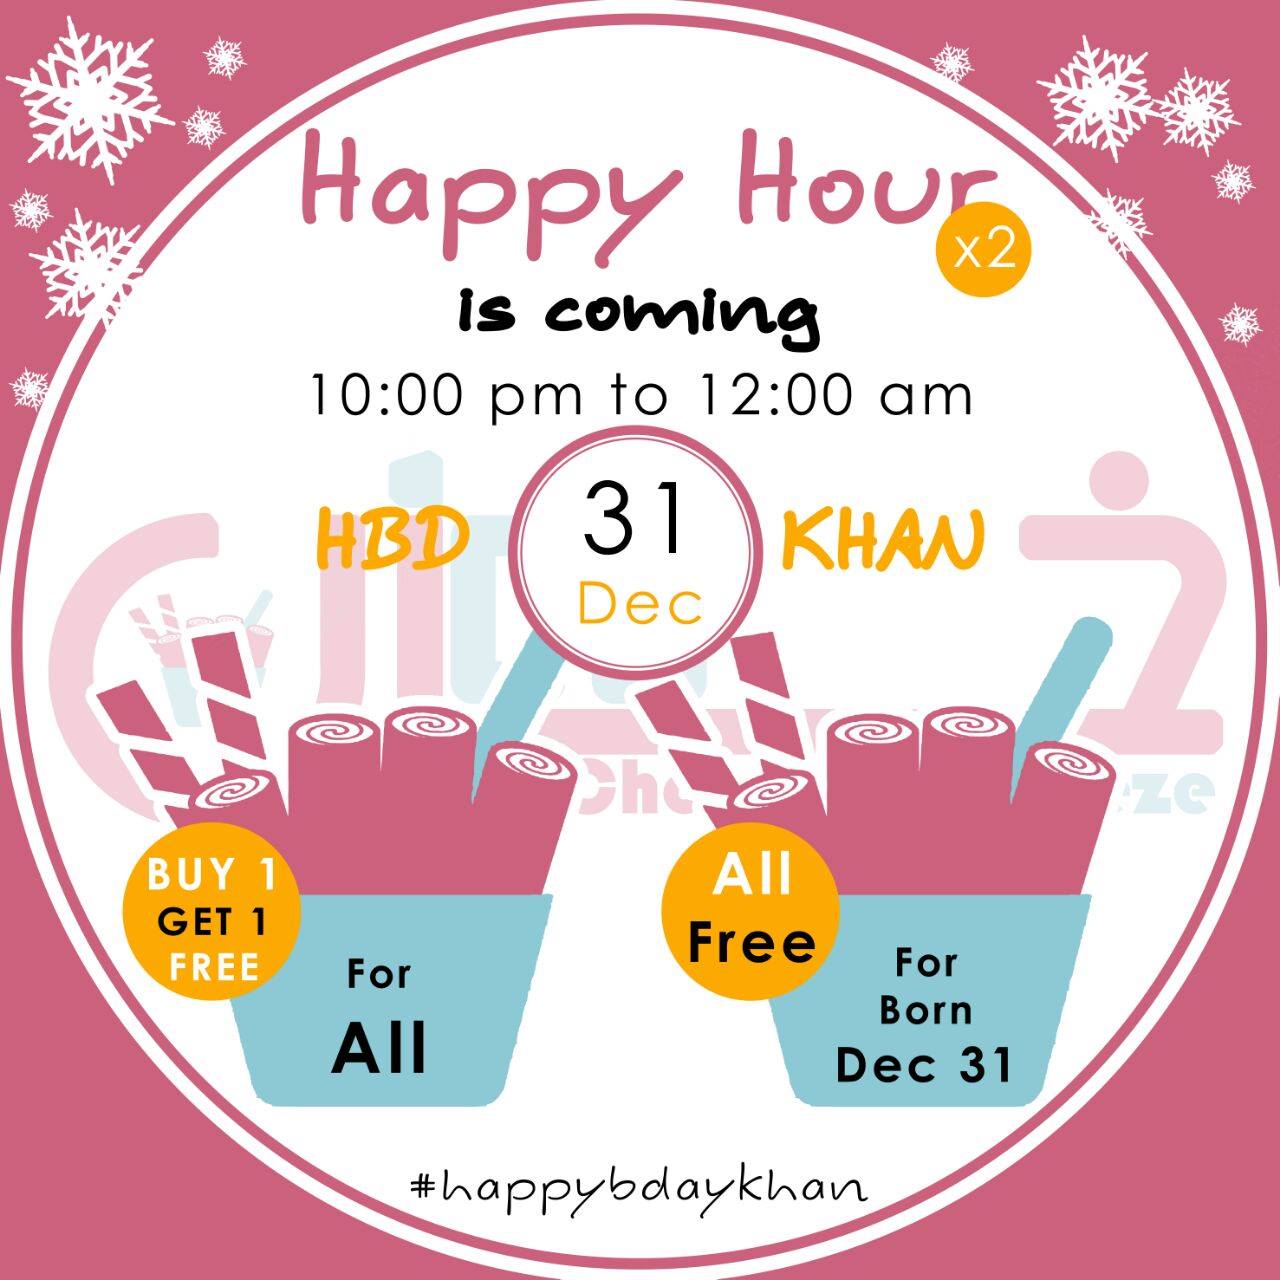 Happy Hour
x2
is coming
10:00 pm to 12:00 am
HBD
31
Dec
KHAN
BUY 1
GET 1
FREE
For
All
All
Free
For
Born
Dec 31
#happybdaykhan